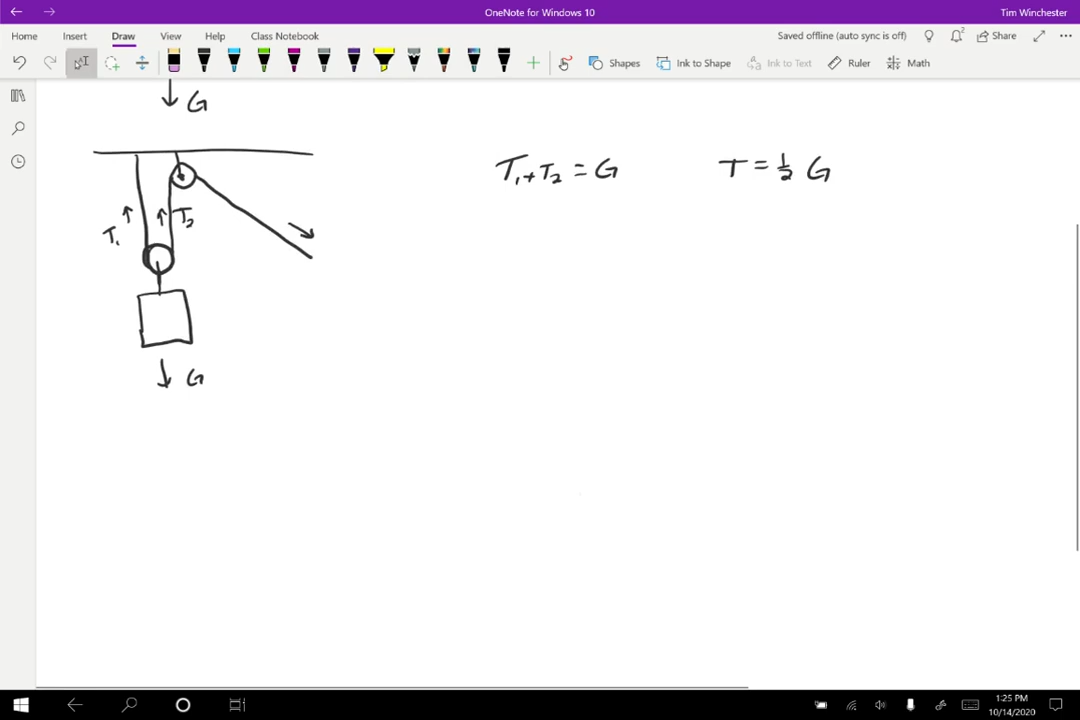 OneNote for Windows 10
Tim Winchester
Home Insert Draw View Help Class Notebook
Saved offline (auto sync is off) Share
Shapes Ink to Shape Ink to Text Ruler Math
↓ G
T₁ + T₂ = G
T = ½ G
T₁ ↑ ↑ T₂
↓ G
1:25 PM
10/14/2020